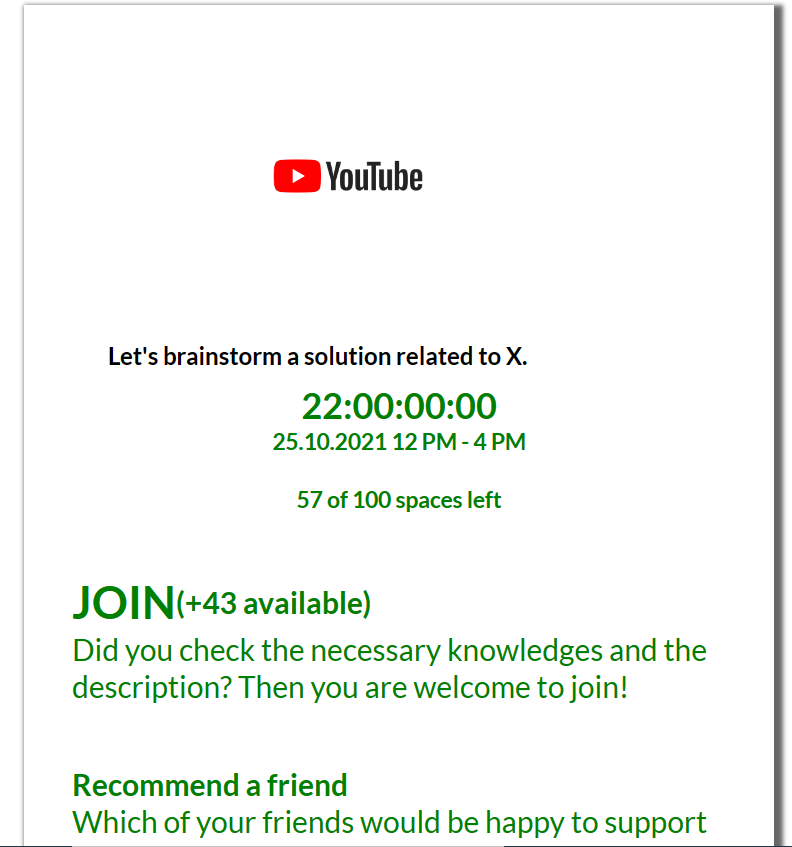 YouTube
Let's brainstorm a solution related to X.
22:00:00:00
25.10.2021 12 PM - 4 PM
57 of 100 spaces left
JOIN(+43 available)
Did you check the necessary knowledges and the
description? Then you are welcome to join!
Recommend a friend
Which of your friends would be happy to support